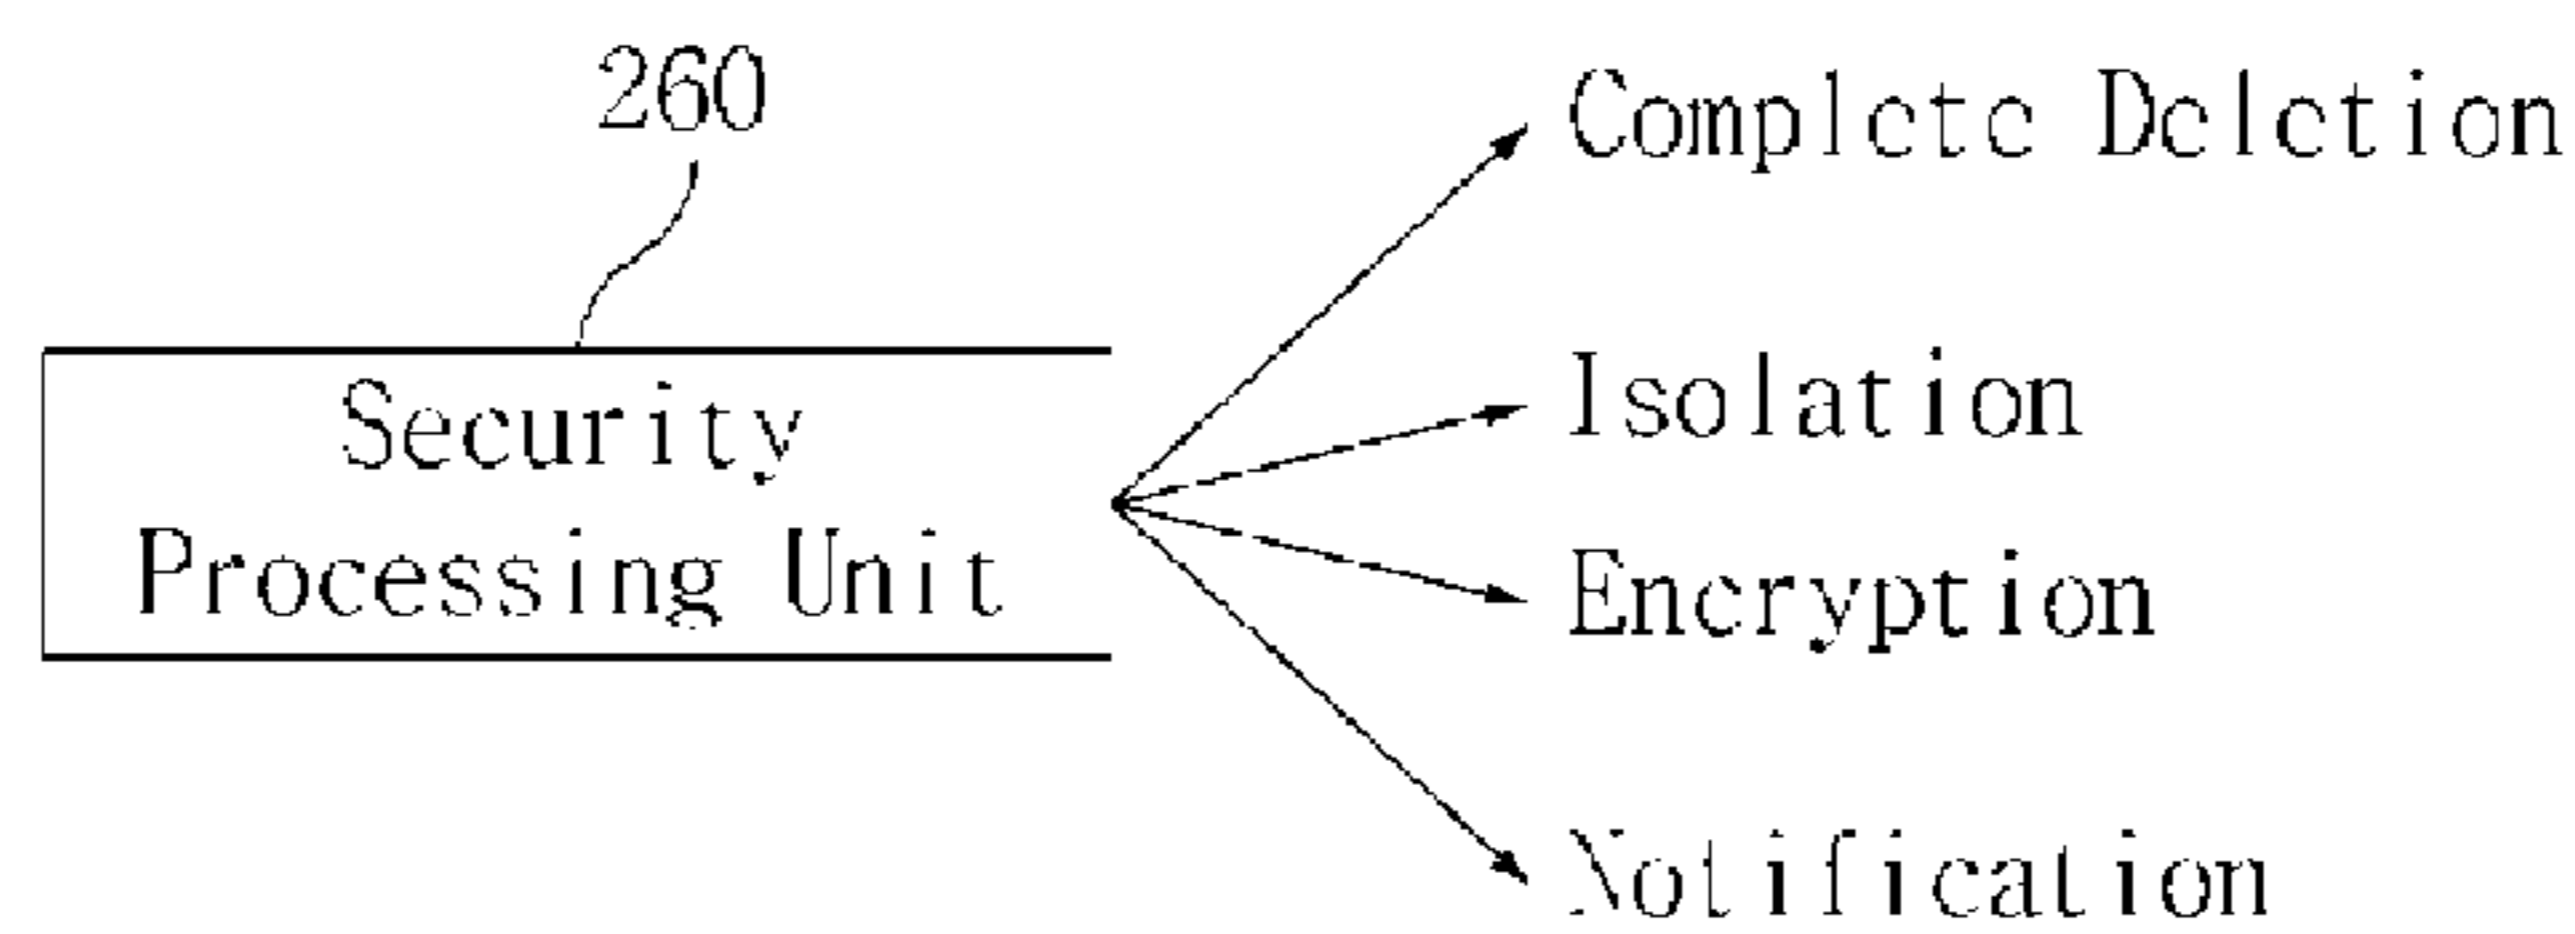 260
Complete Deletion
Isolation
Security
Processing Unit
Encryption
Notification